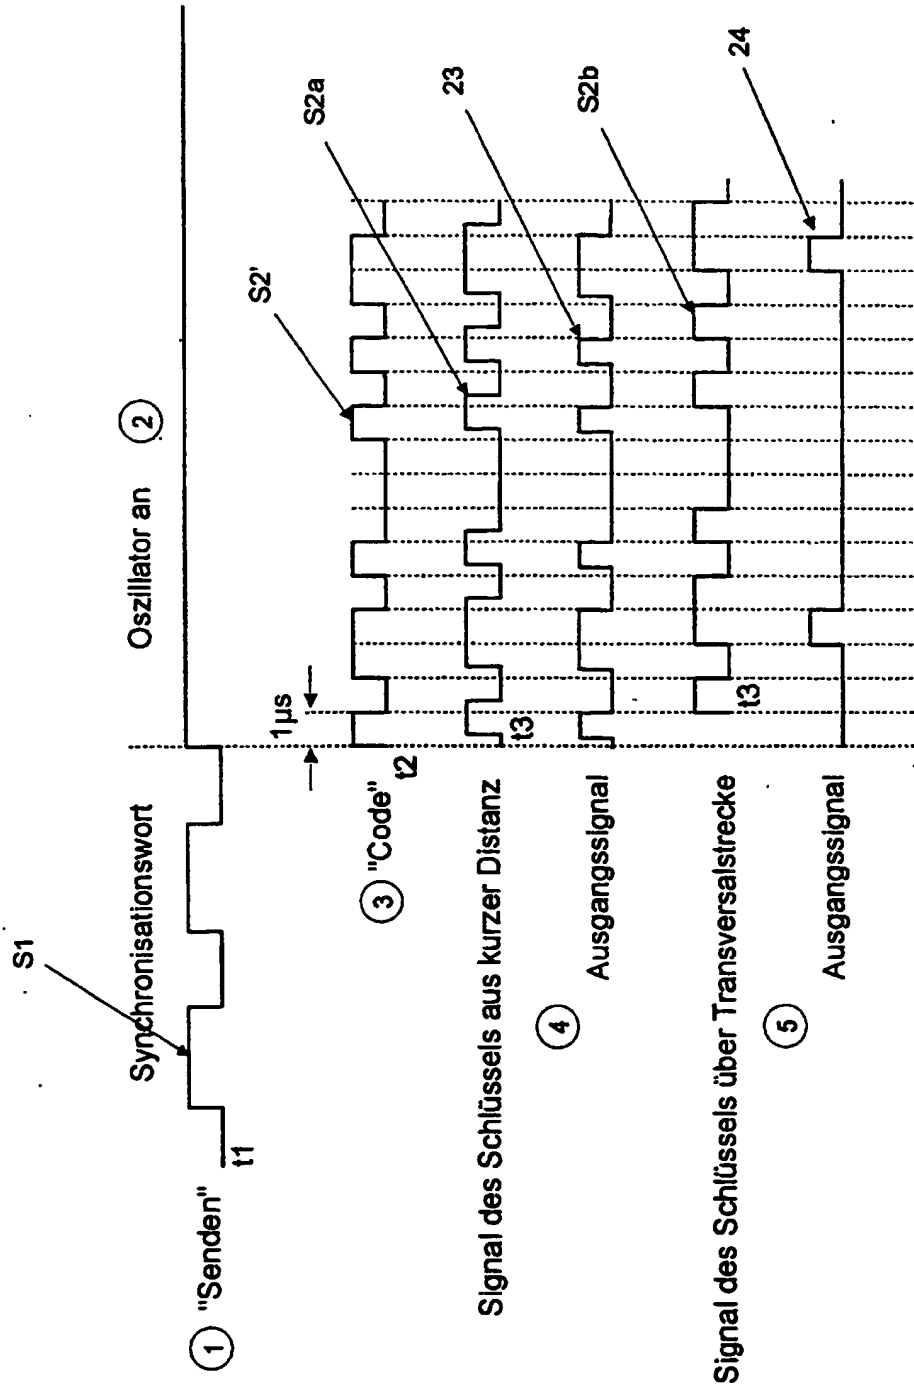 S1
Synchronisationswort
Oszillator an
2
1 "Senden"
t1
1µs
S2'
S2a
23
S2b
24
3 "Code"
t2
Signal des Schlüssels aus kurzer Distanz
t3
4
Ausgangssignal
Signal des Schlüssels über Transversalstrecke
t3
5
Ausgangssignal